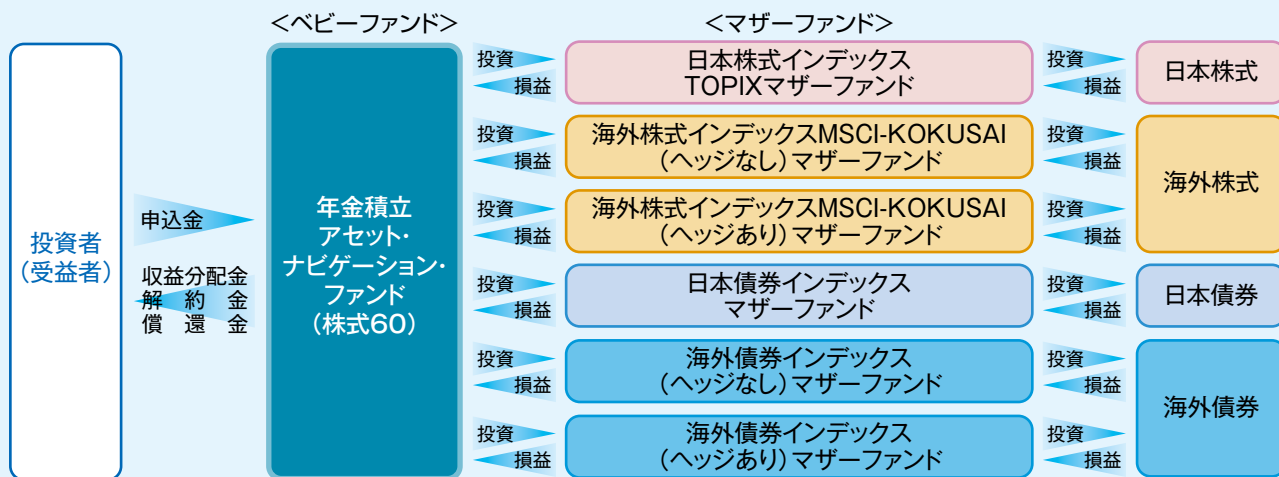 ＜ベビーファンド＞
＜マザーファンド＞
投資者
（受益者）
申込金
収益分配金
解約金
償還金
年金積立
アセット・
ナビゲーション・
ファンド
（株式60）
投資
損益
日本株式インデックス
TOPIXマザーファンド
投資
損益
日本株式
投資
損益
海外株式インデックスMSCI-KOKUSAI
（ヘッジなし）マザーファンド
投資
損益
海外株式
投資
損益
海外株式インデックスMSCI-KOKUSAI
（ヘッジあり）マザーファンド
投資
損益
投資
損益
日本債券インデックス
マザーファンド
投資
損益
日本債券
投資
損益
海外債券インデックス
（ヘッジなし）マザーファンド
投資
損益
海外債券
投資
損益
海外債券インデックス
（ヘッジあり）マザーファンド
投資
損益